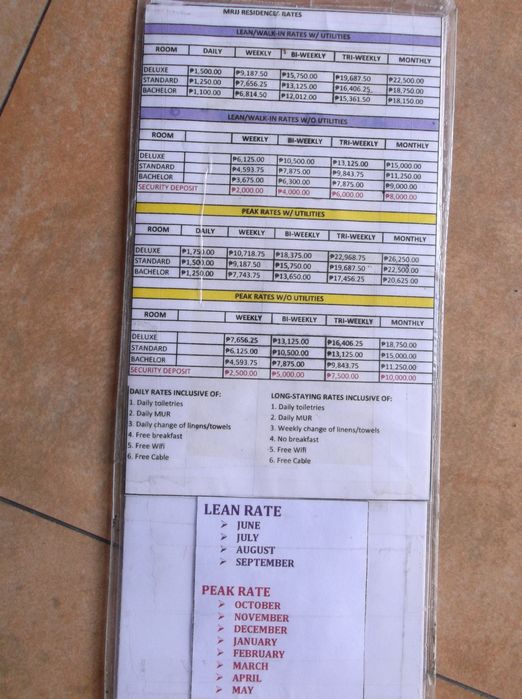 MRJJ RESIDENCES RATES
LEAN/WALK-IN RATES W/ UTILITIES
ROOM DAILY WEEKLY BI-WEEKLY TRI-WEEKLY MONTHLY
DELUXE ₱1,500.00 ₱9,187.50 ₱15,750.00 ₱19,687.50 ₱22,500.00
STANDARD ₱1,250.00 ₱7,656.25 ₱13,125.00 ₱16,406.25 ₱18,750.00
BACHELOR ₱1,100.00 ₱6,814.50 ₱12,012.00 ₱15,361.50 ₱18,150.00
LEAN/WALK-IN RATES W/O UTILITIES
ROOM WEEKLY BI-WEEKLY TRI-WEEKLY MONTHLY
DELUXE ₱6,125.00 ₱10,500.00 ₱13,125.00 ₱15,000.00
STANDARD ₱4,593.75 ₱7,875.00 ₱9,843.75 ₱11,250.00
BACHELOR ₱3,675.00 ₱6,300.00 ₱7,875.00 ₱9,000.00
SECURITY DEPOSIT ₱2,000.00 ₱4,000.00 ₱6,000.00 ₱8,000.00
PEAK RATES W/ UTILITIES
ROOM DAILY WEEKLY BI-WEEKLY TRI-WEEKLY MONTHLY
DELUXE ₱1,750.00 ₱10,718.75 ₱18,375.00 ₱22,968.75 ₱26,250.00
STANDARD ₱1,500.00 ₱9,187.50 ₱15,750.00 ₱19,687.50 ₱22,500.00
BACHELOR ₱1,250.00 ₱7,743.75 ₱13,650.00 ₱17,456.25 ₱20,625.00
PEAK RATES W/O UTILITIES
ROOM WEEKLY BI-WEEKLY TRI-WEEKLY MONTHLY
DELUXE ₱7,656.25 ₱13,125.00 ₱16,406.25 ₱18,750.00
STANDARD ₱6,125.00 ₱10,500.00 ₱13,125.00 ₱15,000.00
BACHELOR ₱4,593.75 ₱7,875.00 ₱9,843.75 ₱11,250.00
SECURITY DEPOSIT ₱2,500.00 ₱5,000.00 ₱7,500.00 ₱10,000.00
DAILY RATES INCLUSIVE OF:
1. Daily toiletries
2. Daily MUR
3. Daily change of linens/towels
4. Free breakfast
5. Free Wifi
6. Free Cable
LONG-STAYING RATES INCLUSIVE OF:
1. Daily toiletries
2. Daily MUR
3. Weekly change of linens/towels
4. No breakfast
5. Free Wifi
6. Free Cable
LEAN RATE
➤ JUNE
➤ JULY
➤ AUGUST
➤ SEPTEMBER
PEAK RATE
➤ OCTOBER
➤ NOVEMBER
➤ DECEMBER
➤ JANUARY
➤ FEBRUARY
➤ MARCH
➤ APRIL
➤ MAY